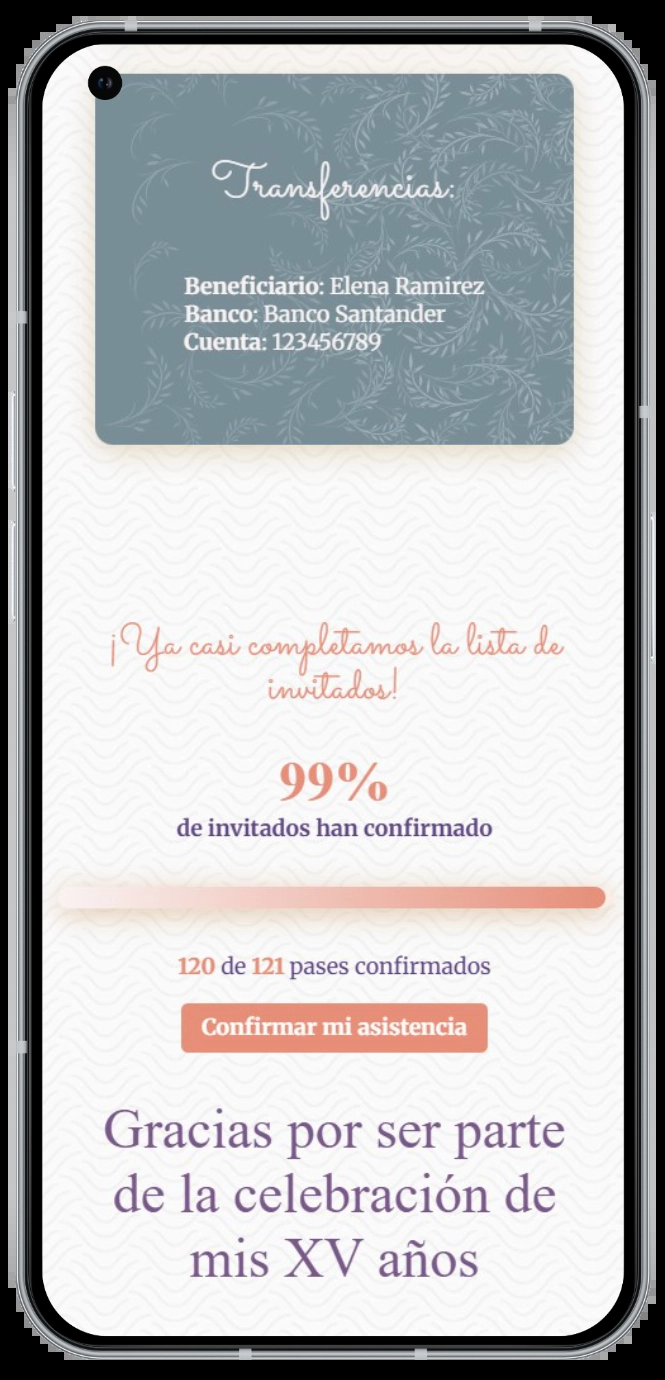 Transferencias:
Beneficiario: Elena Ramirez
Banco: Banco Santander
Cuenta: 123456789
¡Ya casi completamos la lista de
invitados!
99%
de invitados han confirmado
120 de 121 pases confirmados
Confirmar mi asistencia
Gracias por ser parte
de la celebración de
mis XV años